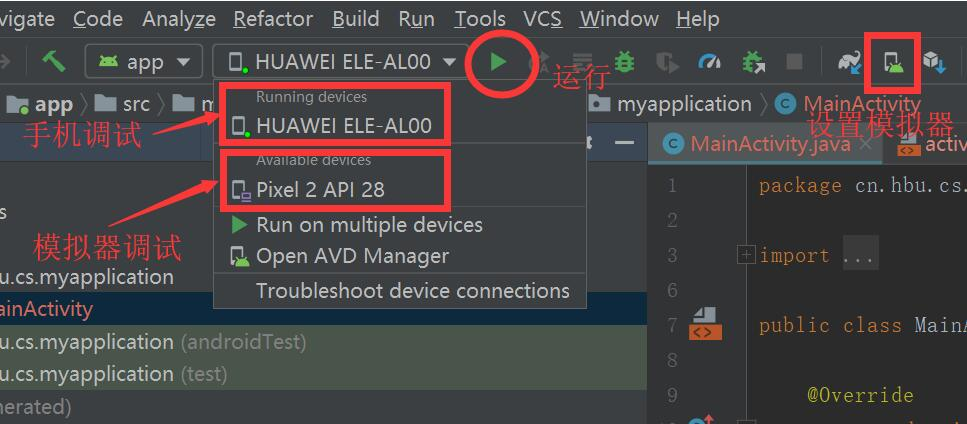 vigate Code Analyze Refactor Build Run Tools VCS Window Help
app HUAWEI ELE-AL00
运行
app src m
myapplication MainActivity
设置模拟器
Running devices
HUAWEI ELE-AL00
手机调试
Available devices
Pixel 2 API 28
模拟器调试
Run on multiple devices
Open AVD Manager
Troubleshoot device connections
s
u.cs.myapplication
ainActivity
u.cs.myapplication (androidTest)
u.cs.myapplication (test)
nerated)
MainActivity.java activ
1 package cn.hbu.cs.
2
3 import ...
6
7 public class MainA
8
9 @Override